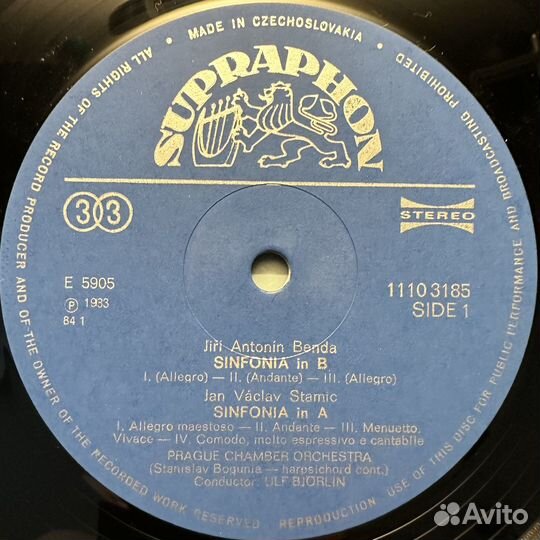 ALL RIGHTS OF THE RECORD PRODUCER AND OF THE OWNER OF THE RECORDED WORK RESERVED · REPRODUCTION USE OF THIS DISC FOR PUBLIC PERFORMANCE AND BROADCASTING PROHIBITED
· MADE IN CZECHOSLOVAKIA ·
SUPRAPHON
33
STEREO
E 5905
℗ 1983
84 1
1110 3185
SIDE 1
Jiří Antonín Benda
SINFONIA in B
I. (Allegro) — II. (Andante) — III. (Allegro)
Jan Václav Stamic
SINFONIA in A
I. Allegro maestoso — II. Andante — III. Menuetto.
Vivace — IV. Comodo, molto espressivo e cantabile
PRAGUE CHAMBER ORCHESTRA
(Stanislav Bogunia — harpsichord cont.)
Conductor: ULF BJÖRLIN
Avito